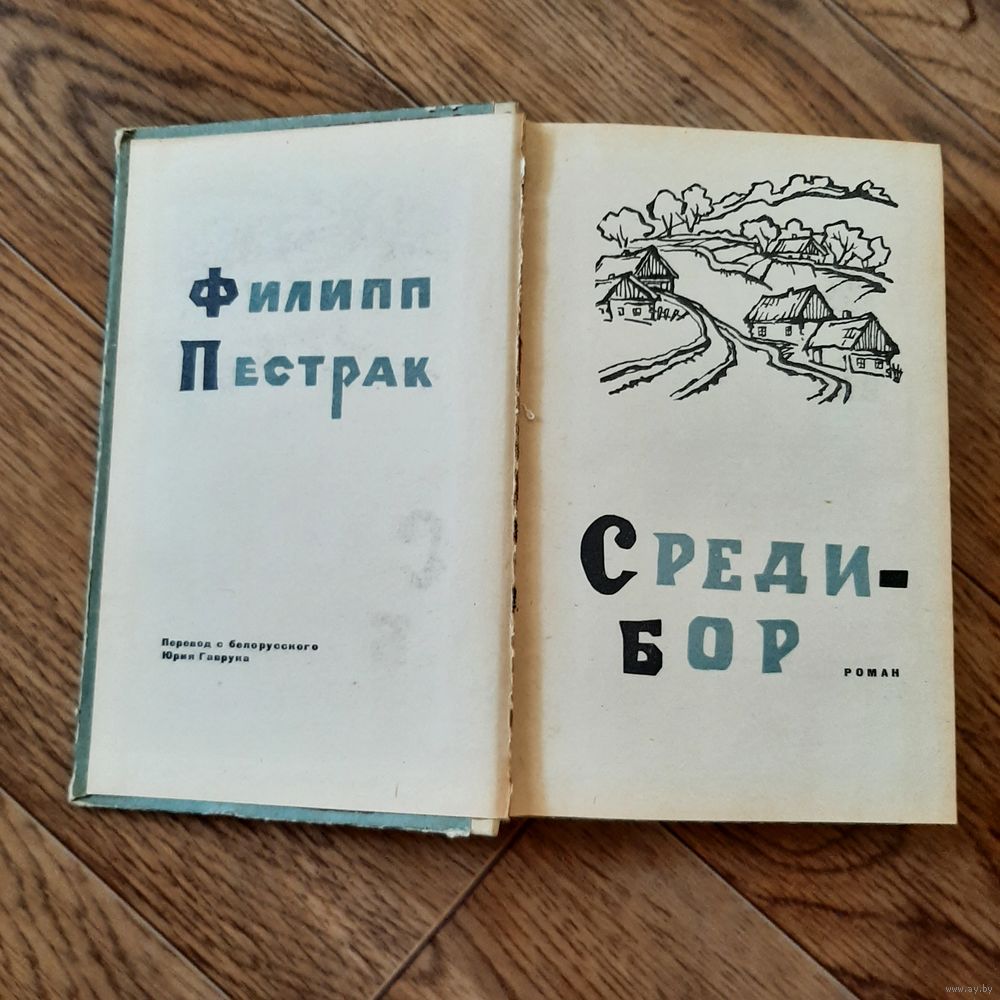 Филипп
Пестрак
Перевод с белорусского
Юрия Гаврука
Среди-
бор
роман
www.ay.by